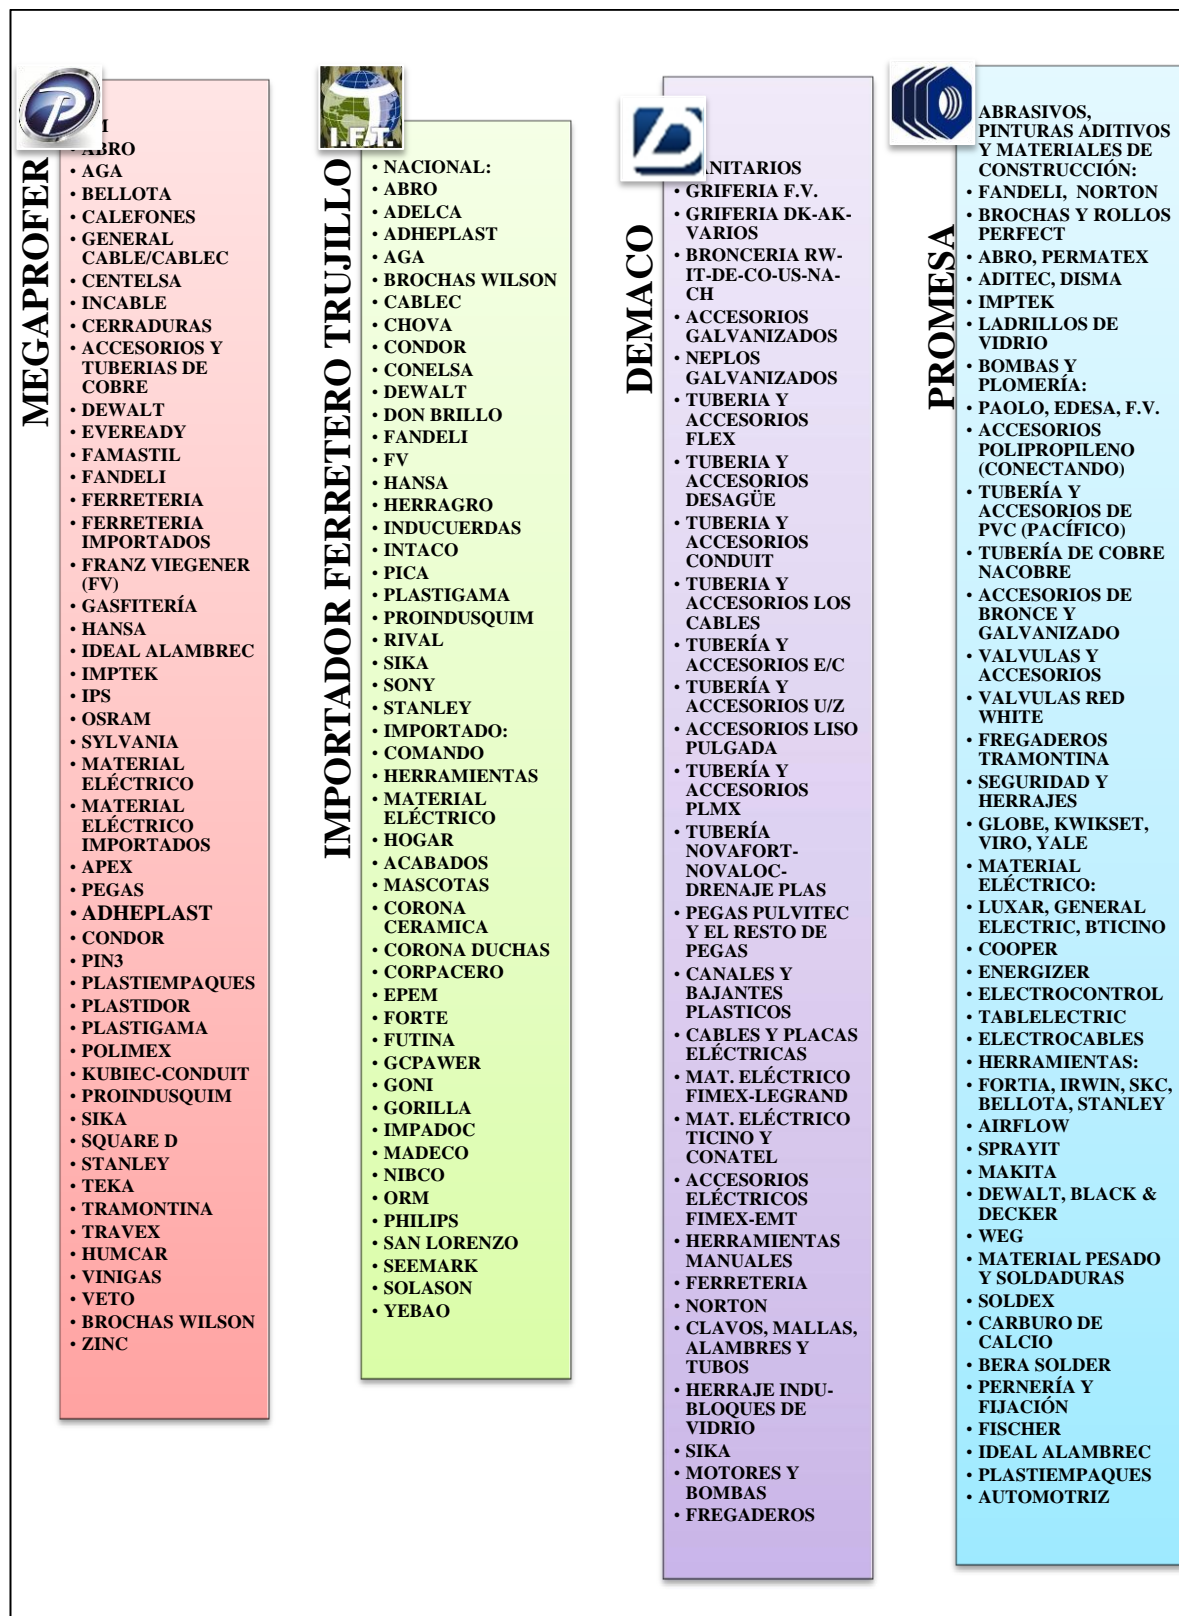 MEGAPROFER
• ABRO
• AGA
• BELLOTA
• CALEFONES
• GENERAL
CABLE/CABLEC
• CENTELSA
• INCABLE
• CERRADURAS
• ACCESORIOS Y
TUBERIAS DE
COBRE
• DEWALT
• EVEREADY
• FAMASTIL
• FANDELI
• FERRETERIA
• FERRETERIA
IMPORTADOS
• FRANZ VIEGENER
(FV)
• GASFITERÍA
• HANSA
• IDEAL ALAMBREC
• IMPTEK
• IPS
• OSRAM
• SYLVANIA
• MATERIAL
ELÉCTRICO
• MATERIAL
ELÉCTRICO
IMPORTADOS
• APEX
• PEGAS
• ADHEPLAST
• CONDOR
• PIN3
• PLASTIEMPAQUES
• PLASTIDOR
• PLASTIGAMA
• POLIMEX
• KUBIEC-CONDUIT
• PROINDUSQUIM
• SIKA
• SQUARE D
• STANLEY
• TEKA
• TRAMONTINA
• TRAVEX
• HUMCAR
• VINIGAS
• VETO
• BROCHAS WILSON
• ZINC
I.F.T.
IMPORTADOR FERRETERO TRUJILLO
• NACIONAL:
• ABRO
• ADELCA
• ADHEPLAST
• AGA
• BROCHAS WILSON
• CABLEC
• CHOVA
• CONDOR
• CONELSA
• DEWALT
• DON BRILLO
• FANDELI
• FV
• HANSA
• HERRAGRO
• INDUCUERDAS
• INTACO
• PICA
• PLASTIGAMA
• PROINDUSQUIM
• RIVAL
• SIKA
• SONY
• STANLEY
• IMPORTADO:
• COMANDO
• HERRAMIENTAS
• MATERIAL
ELÉCTRICO
• HOGAR
• ACABADOS
• MASCOTAS
• CORONA
CERAMICA
• CORONA DUCHAS
• CORPACERO
• EPEM
• FORTE
• FUTINA
• GCPAWER
• GONI
• GORILLA
• IMPADOC
• MADECO
• NIBCO
• ORM
• PHILIPS
• SAN LORENZO
• SEEMARK
• SOLASON
• YEBAO
DEMACO
ANITARIOS
• GRIFERIA F.V.
• GRIFERIA DK-AK-
VARIOS
• BRONCERIA RW-
IT-DE-CO-US-NA-
CH
• ACCESORIOS
GALVANIZADOS
• NEPLOS
GALVANIZADOS
• TUBERIA Y
ACCESORIOS
FLEX
• TUBERIA Y
ACCESORIOS
DESAGÜE
• TUBERIA Y
ACCESORIOS
CONDUIT
• TUBERIA Y
ACCESORIOS LOS
CABLES
• TUBERÍA Y
ACCESORIOS E/C
• TUBERÍA Y
ACCESORIOS U/Z
• ACCESORIOS LISO
PULGADA
• TUBERÍA Y
ACCESORIOS
PLMX
• TUBERÍA
NOVAFORT-
NOVALOC-
DRENAJE PLAS
• PEGAS PULVITEC
Y EL RESTO DE
PEGAS
• CANALES Y
BAJANTES
PLASTICOS
• CABLES Y PLACAS
ELÉCTRICAS
• MAT. ELÉCTRICO
FIMEX-LEGRAND
• MAT. ELÉCTRICO
TICINO Y
CONATEL
• ACCESORIOS
ELÉCTRICOS
FIMEX-EMT
• HERRAMIENTAS
MANUALES
• FERRETERIA
• NORTON
• CLAVOS, MALLAS,
ALAMBRES Y
TUBOS
• HERRAJE INDU-
BLOQUES DE
VIDRIO
• SIKA
• MOTORES Y
BOMBAS
• FREGADEROS
PROMESA
ABRASIVOS,
PINTURAS ADITIVOS
Y MATERIALES DE
CONSTRUCCIÓN:
• FANDELI, NORTON
• BROCHAS Y ROLLOS
PERFECT
• ABRO, PERMATEX
• ADITEC, DISMA
• IMPTEK
• LADRILLOS DE
VIDRIO
• BOMBAS Y
PLOMERÍA:
• PAOLO, EDESA, F.V.
• ACCESORIOS
POLIPROPILENO
(CONECTANDO)
• TUBERÍA Y
ACCESORIOS DE
PVC (PACÍFICO)
• TUBERÍA DE COBRE
NACOBRE
• ACCESORIOS DE
BRONCE Y
GALVANIZADO
• VALVULAS Y
ACCESORIOS
• VALVULAS RED
WHITE
• FREGADEROS
TRAMONTINA
• SEGURIDAD Y
HERRAJES
• GLOBE, KWIKSET,
VIRO, YALE
• MATERIAL
ELÉCTRICO:
• LUXAR, GENERAL
ELECTRIC, BTICINO
• COOPER
• ENERGIZER
• ELECTROCONTROL
• TABLELECTRIC
• ELECTROCABLES
• HERRAMIENTAS:
• FORTIA, IRWIN, SKC,
BELLOTA, STANLEY
• AIRFLOW
• SPRAYIT
• MAKITA
• DEWALT, BLACK &
DECKER
• WEG
• MATERIAL PESADO
Y SOLDADURAS
• SOLDEX
• CARBURO DE
CALCIO
• BERA SOLDER
• PERNERÍA Y
FIJACIÓN
• FISCHER
• IDEAL ALAMBREC
• PLASTIEMPAQUES
• AUTOMOTRIZ